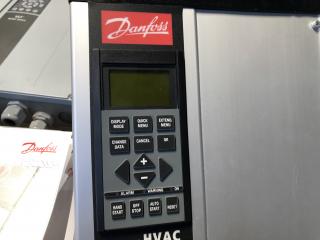 Danfoss
DISPLAY MODE
QUICK MENU
EXTEND MENU
CHANGE DATA
CANCEL
OK
+
-
ALARM
WARNING
ON
HAND START
OFF STOP
AUTO START
RESET
HVAC